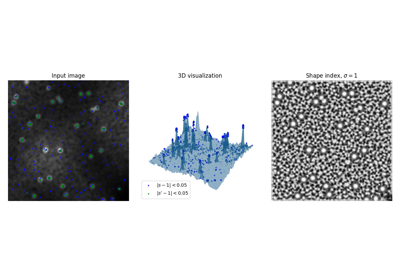 Input image
3D visualization
Shape index, σ = 1
|s − 1| < 0.05
|s' − 1| < 0.05